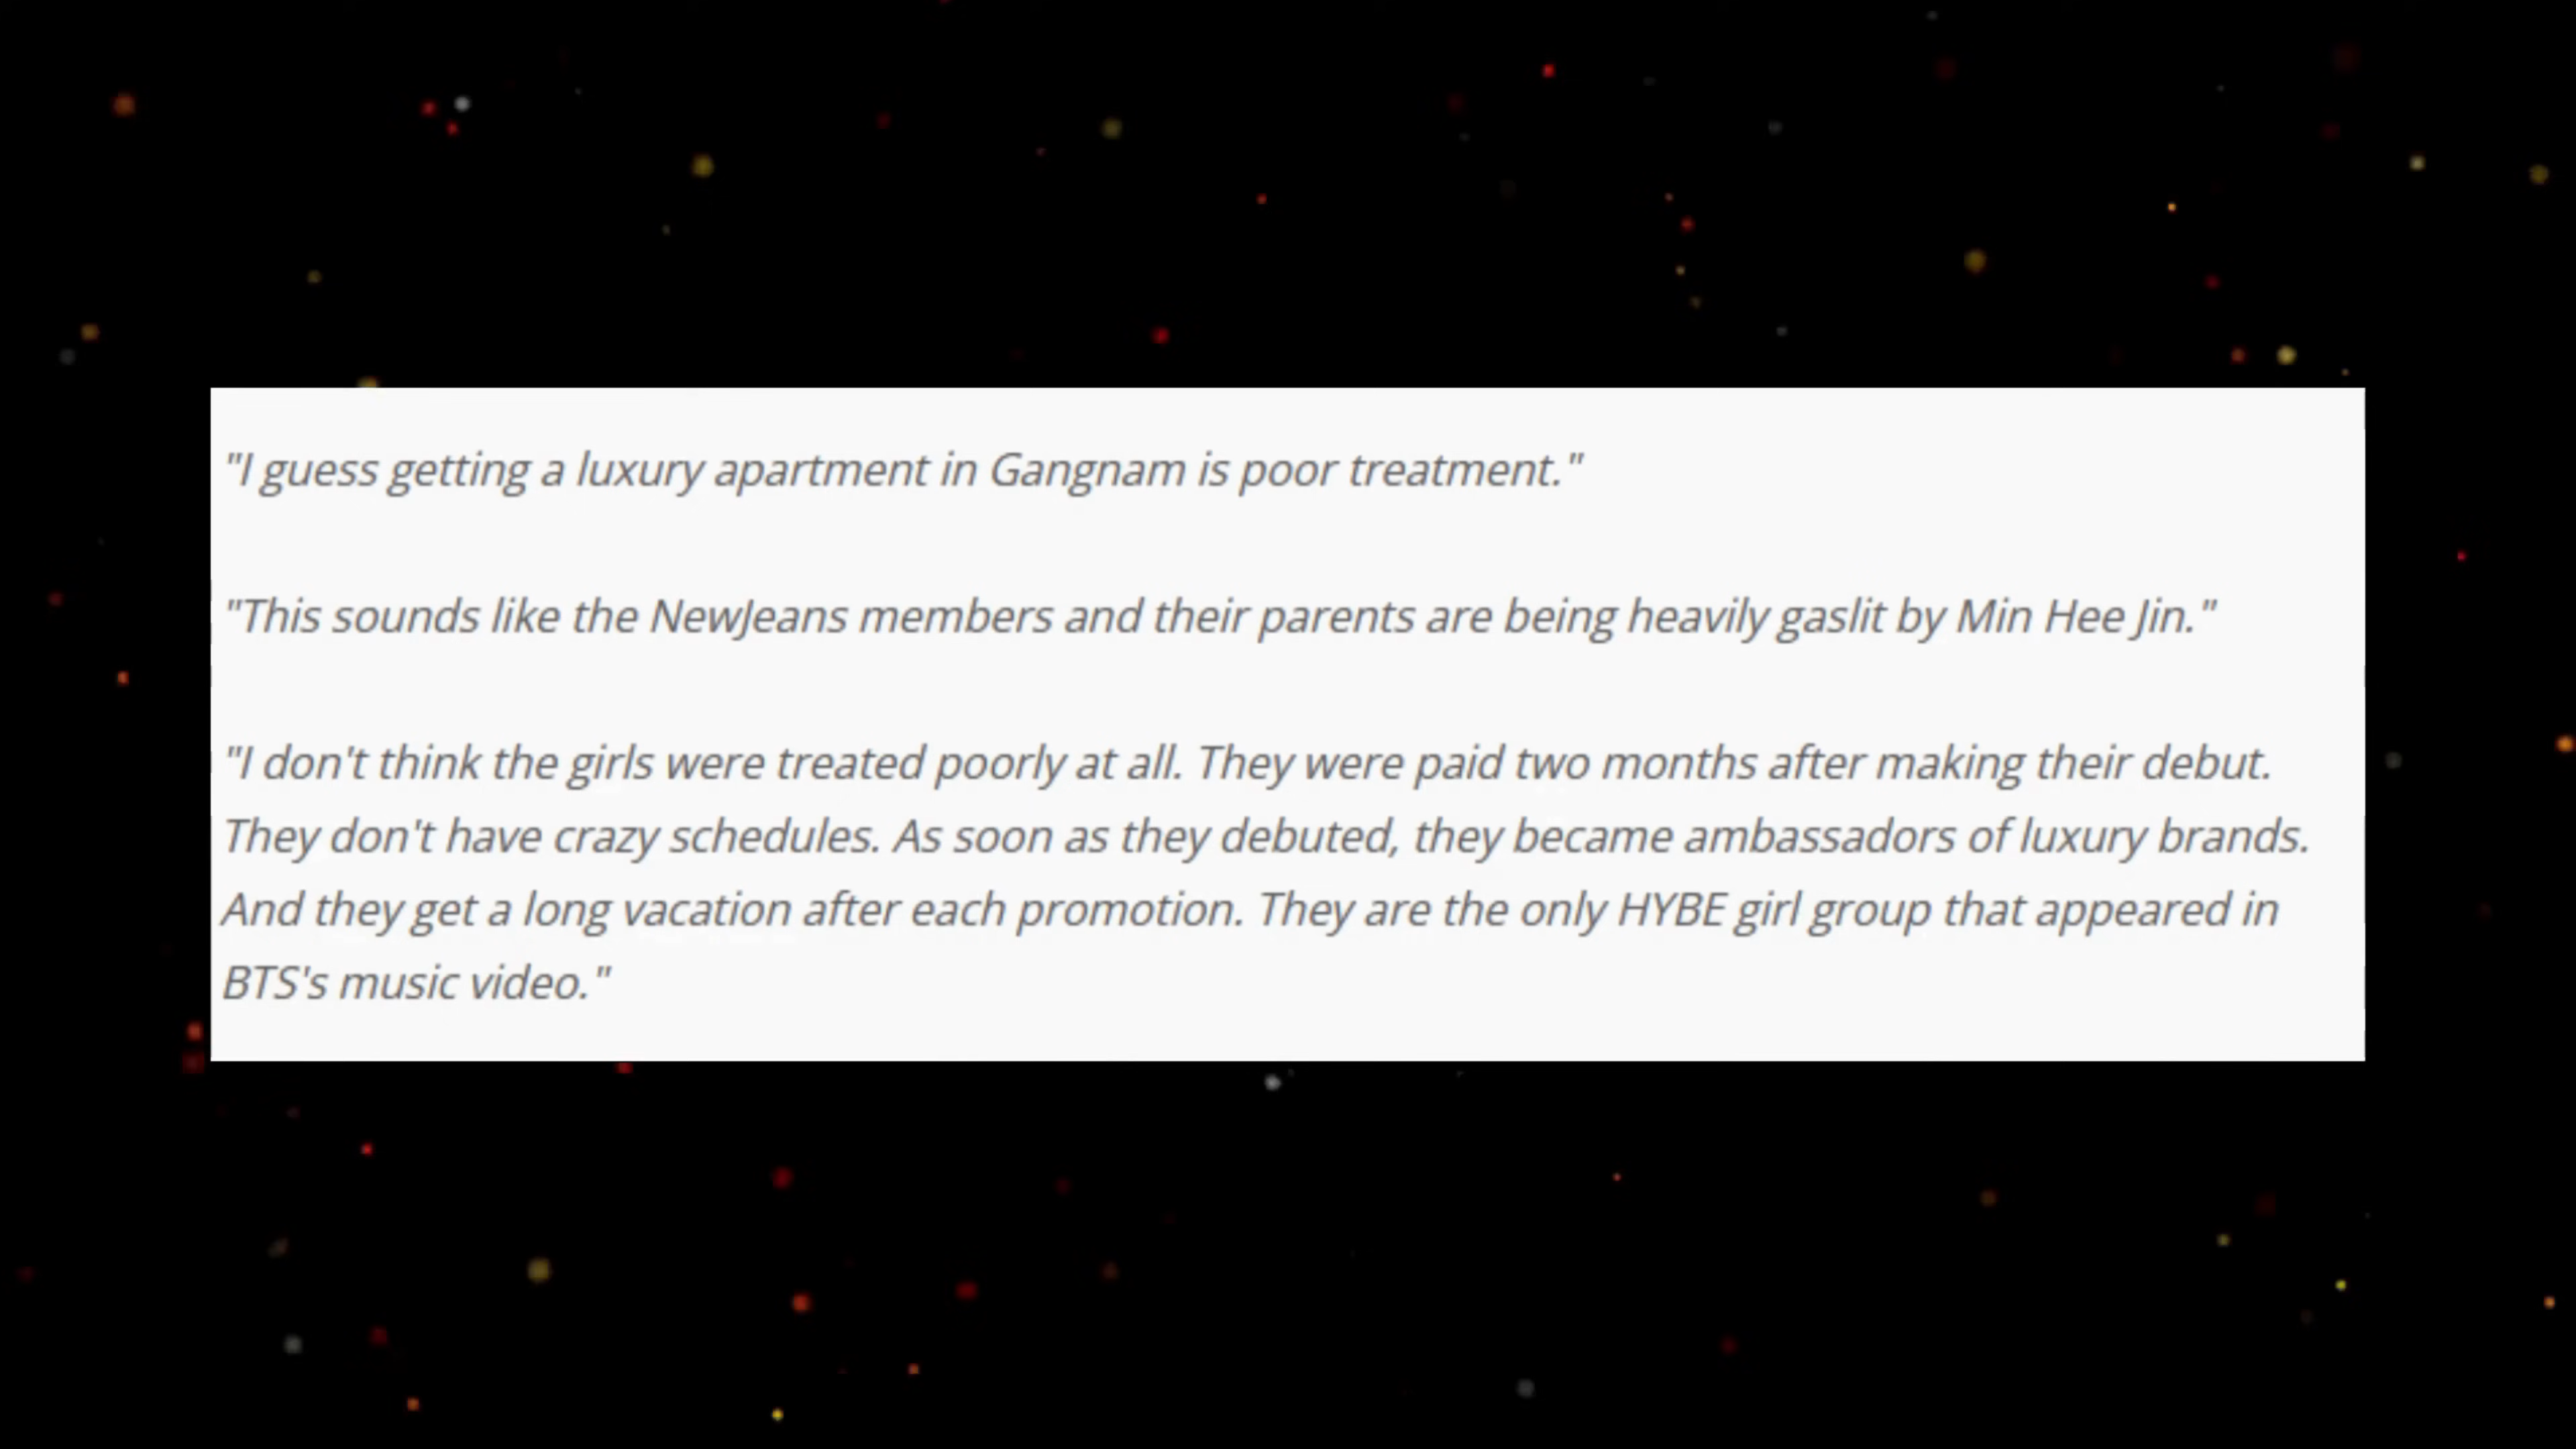 "I guess getting a luxury apartment in Gangnam is poor treatment."
"This sounds like the NewJeans members and their parents are being heavily gaslit by Min Hee Jin."
"I don't think the girls were treated poorly at all. They were paid two months after making their debut.
They don't have crazy schedules. As soon as they debuted, they became ambassadors of luxury brands.
And they get a long vacation after each promotion. They are the only HYBE girl group that appeared in
BTS's music video."